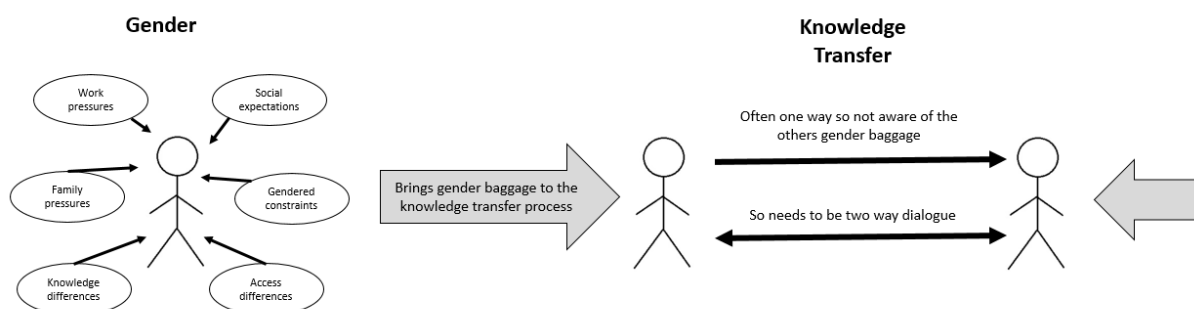 Gender
Work
pressures
Social
expectations
Family
pressures
Gendered
constraints
Knowledge
differences
Access
differences
Brings gender baggage to the
knowledge transfer process
Knowledge
Transfer
Often one way so not aware of the
others gender baggage
So needs to be two way dialogue